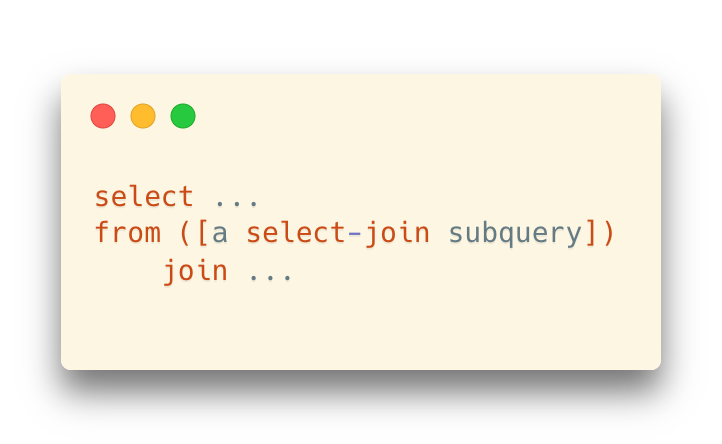 select ...
from ([a select-join subquery])
    join ...